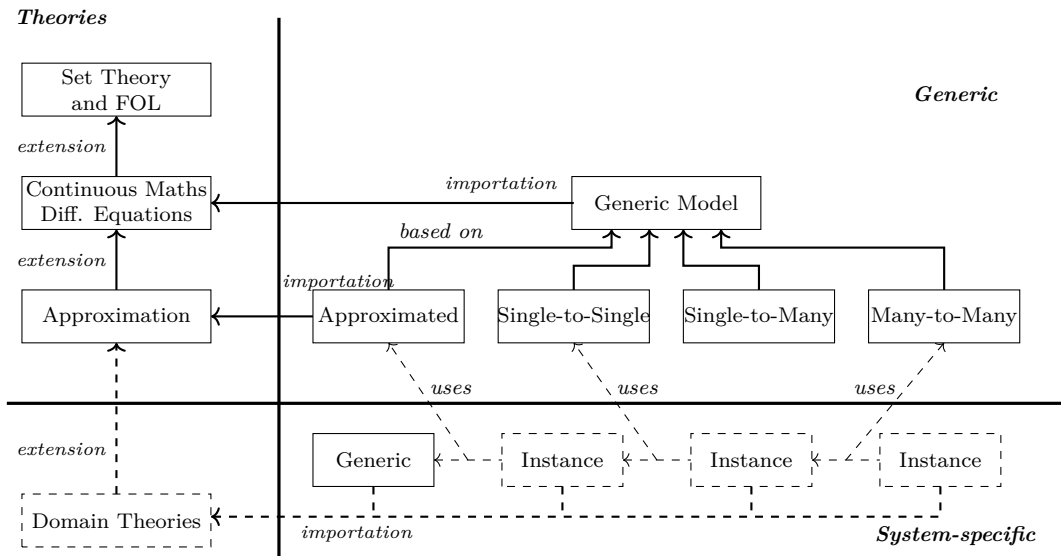 Theories
Set Theory
and FOL
Generic
extension
Continuous Maths
Diff. Equations
importation
Generic Model
based on
extension
importation
Approximation
Approximated
Single-to-Single
Single-to-Many
Many-to-Many
uses
uses
uses
extension
Generic
Instance
Instance
Instance
Domain Theories
importation
System-specific